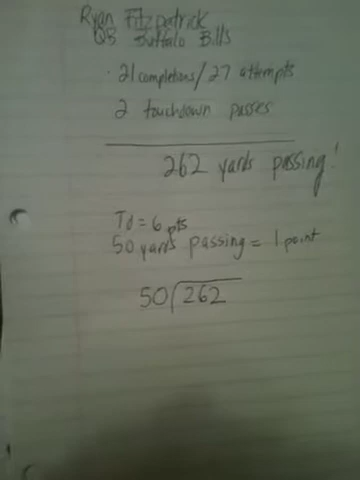 Ryan Fitzpatrick
QB Buffalo Bills
· 21 completions / 27 attempts
2 touchdown passes
262 yards passing!
Td = 6 pts
50 yards passing = 1 point
50 262